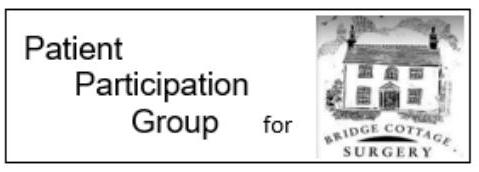 Patient
Participation
Group for
BRIDGE COTTAGE
SURGERY